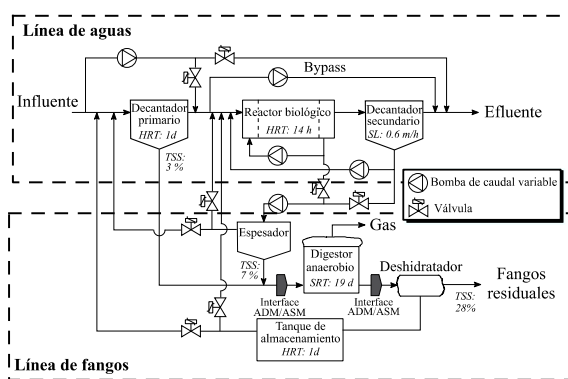 Línea de aguas
Bypass
Influente
Decantador
primario
HRT: 1d
Reactor biológico
HRT: 14 h
Decantador
secundario
SL: 0.6 m/h
Efluente
TSS:
3 %
Bomba de caudal variable
Válvula
Espesador
TSS:
7 %
Gas
Digestor
anaerobio
SRT: 19 d
Interface
ADM/ASM
Interface
ADM/ASM
Deshidratador
Fangos
residuales
TSS:
28%
Tanque de
almacenamiento
HRT: 1d
Línea de fangos